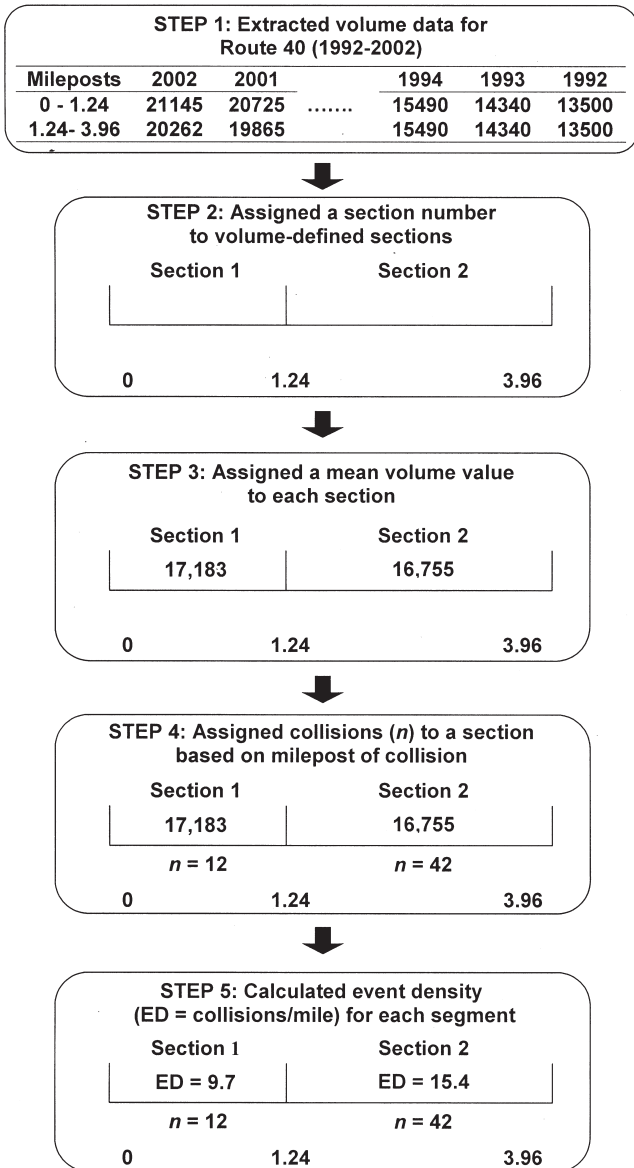 STEP 1: Extracted volume data for
Route 40 (1992-2002)
Mileposts 2002 2001 1994 1993 1992
0 - 1.24 21145 20725 ....... 15490 14340 13500
1.24- 3.96 20262 19865 15490 14340 13500
STEP 2: Assigned a section number
to volume-defined sections
Section 1 Section 2
0 1.24 3.96
STEP 3: Assigned a mean volume value
to each section
Section 1 Section 2
17,183 16,755
0 1.24 3.96
STEP 4: Assigned collisions (n) to a section
based on milepost of collision
Section 1 Section 2
17,183 16,755
n = 12 n = 42
0 1.24 3.96
STEP 5: Calculated event density
(ED = collisions/mile) for each segment
Section 1 Section 2
ED = 9.7 ED = 15.4
n = 12 n = 42
0 1.24 3.96